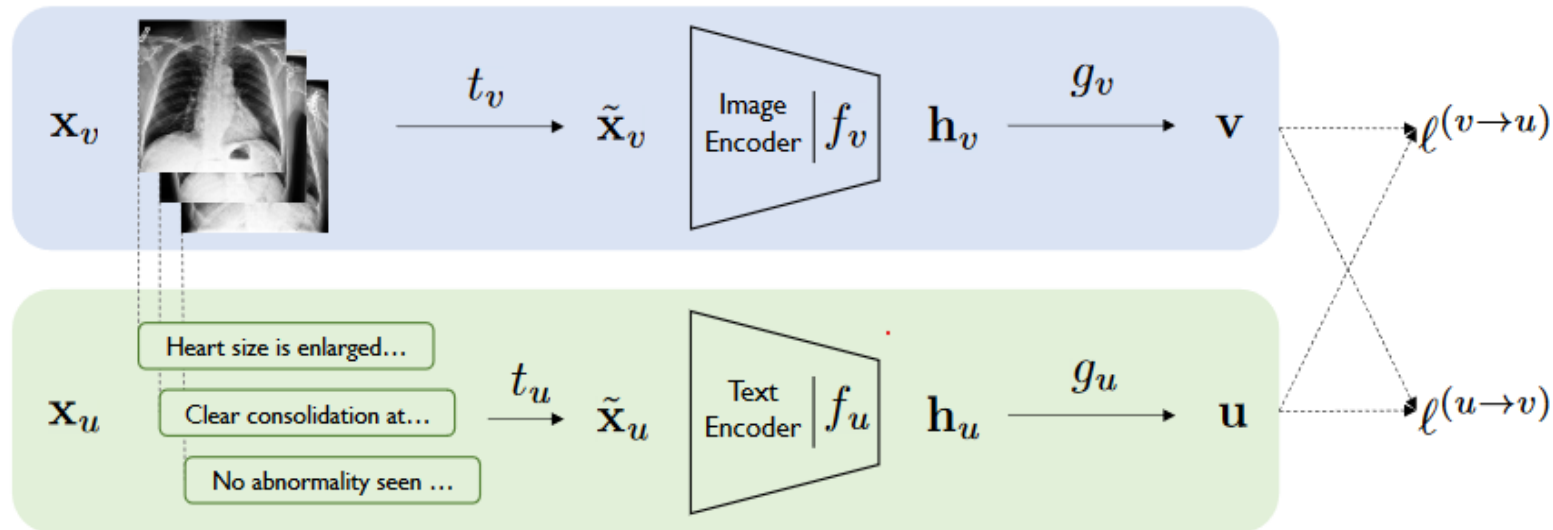 x_v
t_v
x̃_v
Image
Encoder
f_v
h_v
g_v
v
ℓ^(v→u)
x_u
Heart size is enlarged…
Clear consolidation at…
No abnormality seen …
t_u
x̃_u
Text
Encoder
f_u
h_u
g_u
u
ℓ^(u→v)